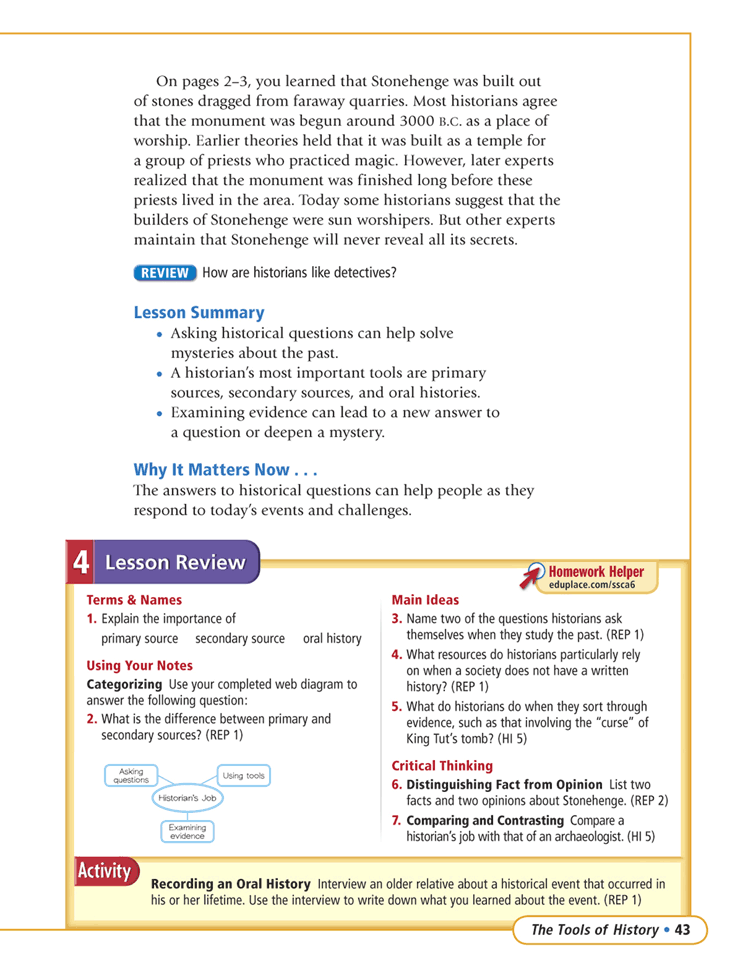 On pages 2–3, you learned that Stonehenge was built out
of stones dragged from faraway quarries. Most historians agree
that the monument was begun around 3000 B.C. as a place of
worship. Earlier theories held that it was built as a temple for
a group of priests who practiced magic. However, later experts
realized that the monument was finished long before these
priests lived in the area. Today some historians suggest that the
builders of Stonehenge were sun worshipers. But other experts
maintain that Stonehenge will never reveal all its secrets.
REVIEW How are historians like detectives?
Lesson Summary
• Asking historical questions can help solve
mysteries about the past.
• A historian's most important tools are primary
sources, secondary sources, and oral histories.
• Examining evidence can lead to a new answer to
a question or deepen a mystery.
Why It Matters Now . . .
The answers to historical questions can help people as they
respond to today's events and challenges.
4 Lesson Review
Homework Helper
eduplace.com/ssca6
Terms & Names
1. Explain the importance of
primary source secondary source oral history
Using Your Notes
Categorizing Use your completed web diagram to
answer the following question:
2. What is the difference between primary and
secondary sources? (REP 1)
Asking
questions
Using tools
Historian's Job
Examining
evidence
Main Ideas
3. Name two of the questions historians ask
themselves when they study the past. (REP 1)
4. What resources do historians particularly rely
on when a society does not have a written
history? (REP 1)
5. What do historians do when they sort through
evidence, such as that involving the "curse" of
King Tut's tomb? (HI 5)
Critical Thinking
6. Distinguishing Fact from Opinion List two
facts and two opinions about Stonehenge. (REP 2)
7. Comparing and Contrasting Compare a
historian's job with that of an archaeologist. (HI 5)
Activity
Recording an Oral History Interview an older relative about a historical event that occurred in
his or her lifetime. Use the interview to write down what you learned about the event. (REP 1)
The Tools of History • 43